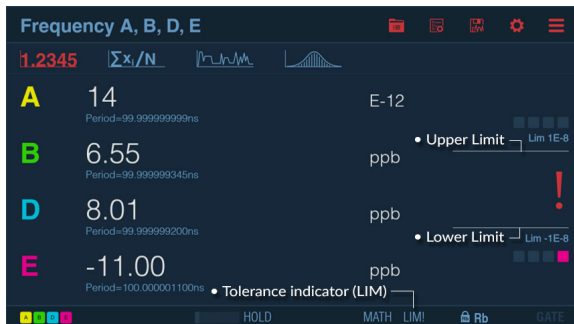 Frequency A, B, D, E
1.2345 Σxᵢ/N
A 14 E-12
Period=99.999999999ns
• Upper Limit Lim 1E-8
B 6.55 ppb
Period=99.999999345ns
!
D 8.01 ppb
Period=99.999999200ns
• Lower Limit Lim -1E-8
E -11.00 ppb
Period=100.000001100ns • Tolerance indicator (LIM)
A B D E HOLD MATH LIM! Rb GATE